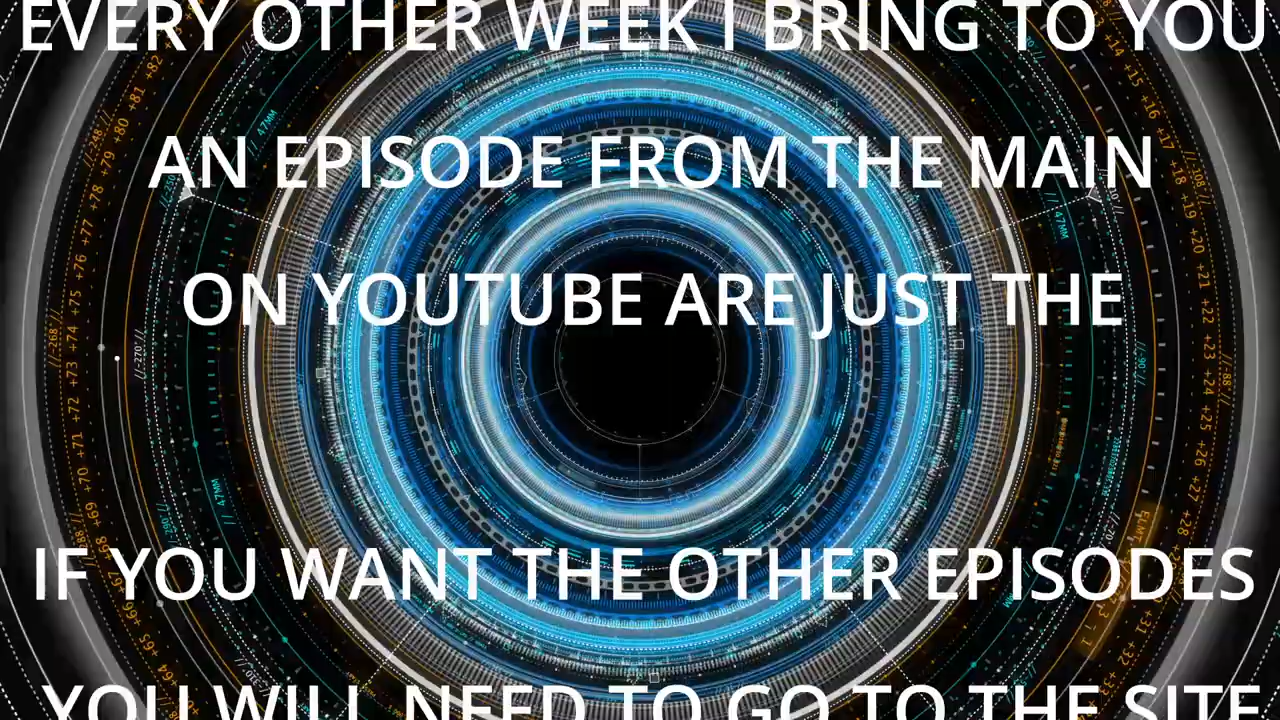 EVERY OTHER WEEK I BRING TO YOU
AN EPISODE FROM THE MAIN
ON YOUTUBE ARE JUST THE
IF YOU WANT THE OTHER EPISODES
YOU WILL NEED TO GO TO THE SITE